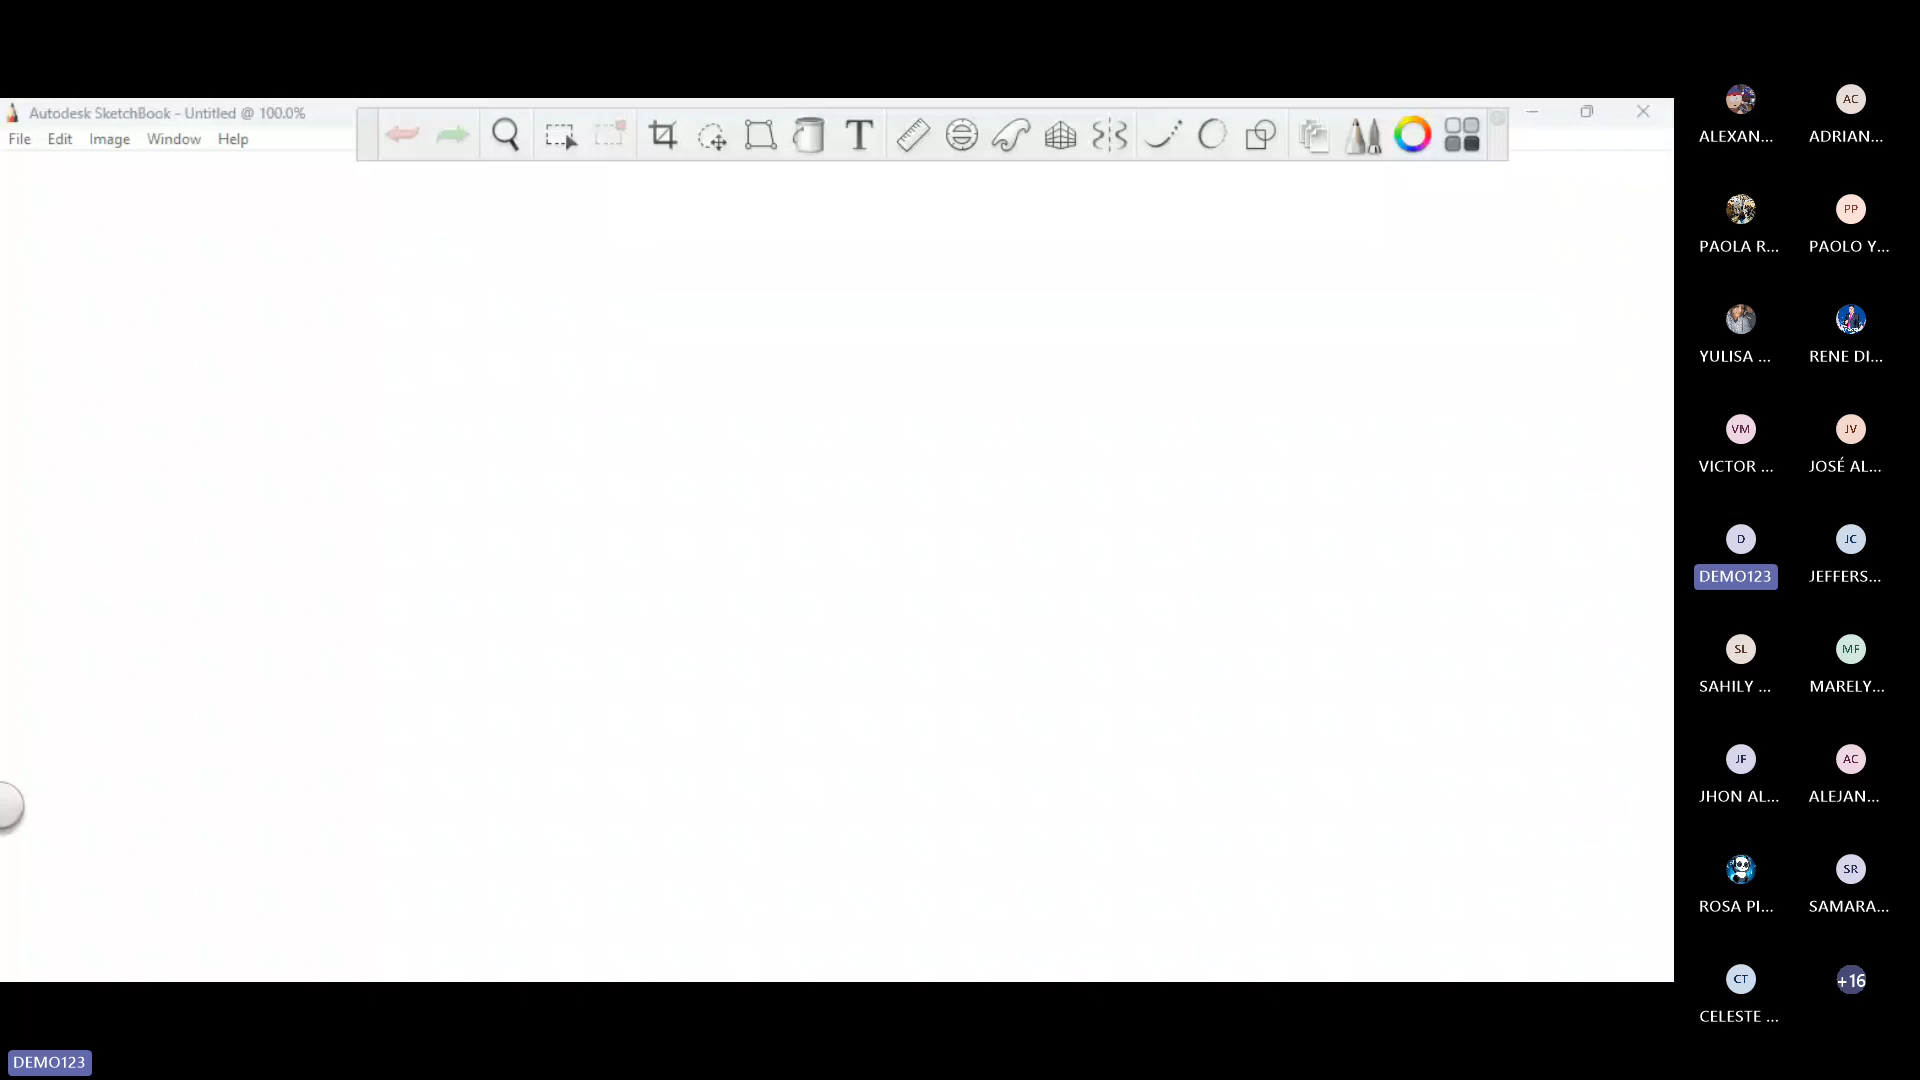 Autodesk SketchBook - Untitled @ 100.0%
File Edit Image Window Help
T
ALEXAN...
AC
ADRIAN...
PAOLA R...
PP
PAOLO Y...
YULISA ...
RENE DI...
VM
VICTOR ...
JV
JOSÉ AL...
D
DEMO123
JC
JEFFERS...
SL
SAHILY ...
MF
MARELY...
JF
JHON AL...
AC
ALEJAN...
ROSA PI...
SR
SAMARA...
CT
CELESTE ...
+16
DEMO123